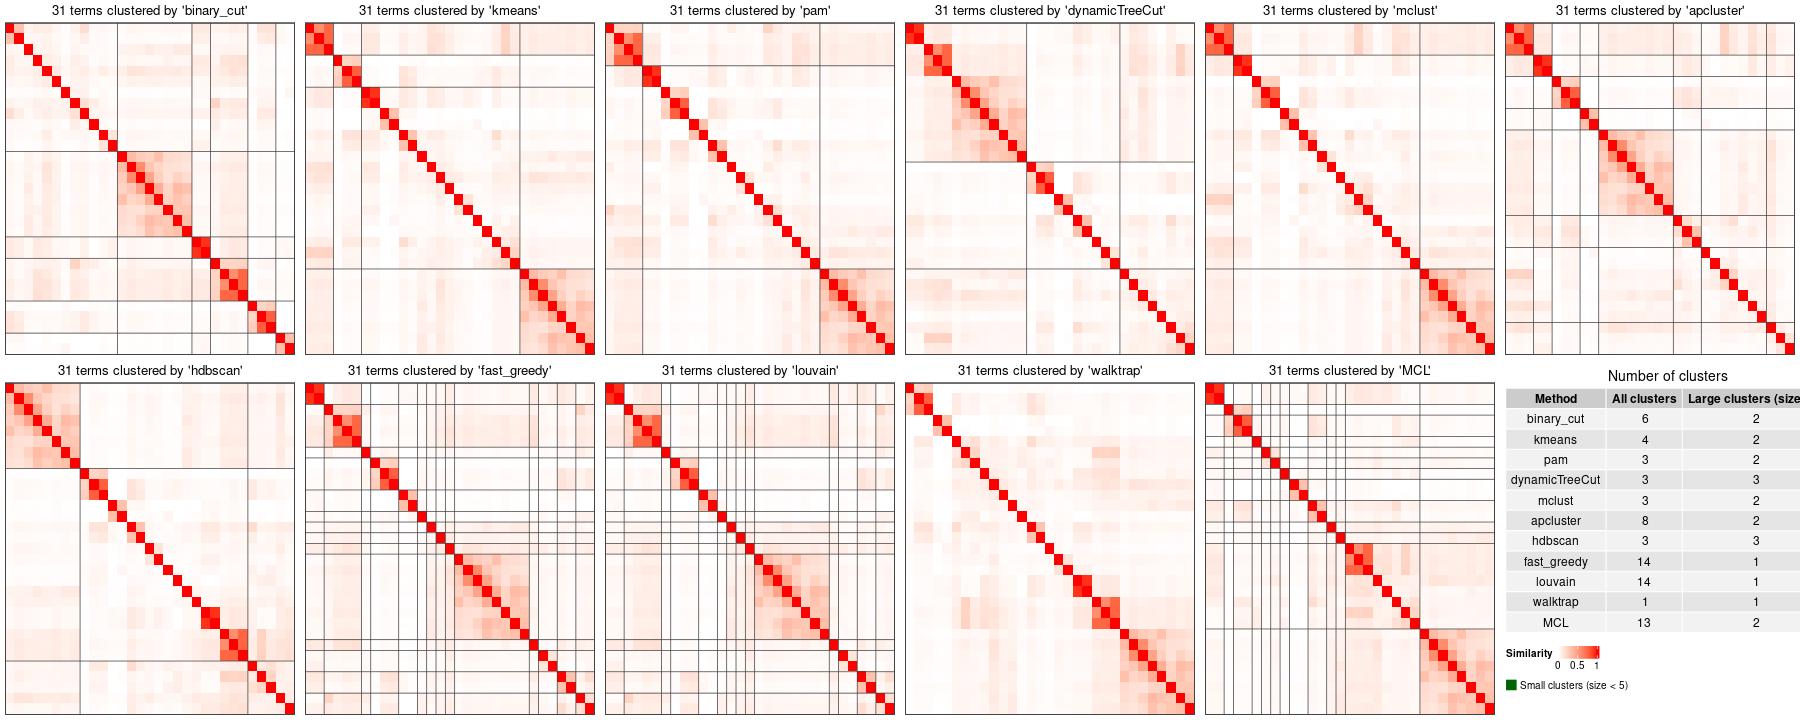 31 terms clustered by 'binary_cut'
31 terms clustered by 'kmeans'
31 terms clustered by 'pam'
31 terms clustered by 'dynamicTreeCut'
31 terms clustered by 'mclust'
31 terms clustered by 'apcluster'
31 terms clustered by 'hdbscan'
31 terms clustered by 'fast_greedy'
31 terms clustered by 'louvain'
31 terms clustered by 'walktrap'
31 terms clustered by 'MCL'
Number of clusters
Method All clusters Large clusters (size
binary_cut 6 2
kmeans 4 2
pam 3 2
dynamicTreeCut 3 3
mclust 3 2
apcluster 8 2
hdbscan 3 3
fast_greedy 14 1
louvain 14 1
walktrap 1 1
MCL 13 2
Similarity
0 0.5 1
Small clusters (size < 5)